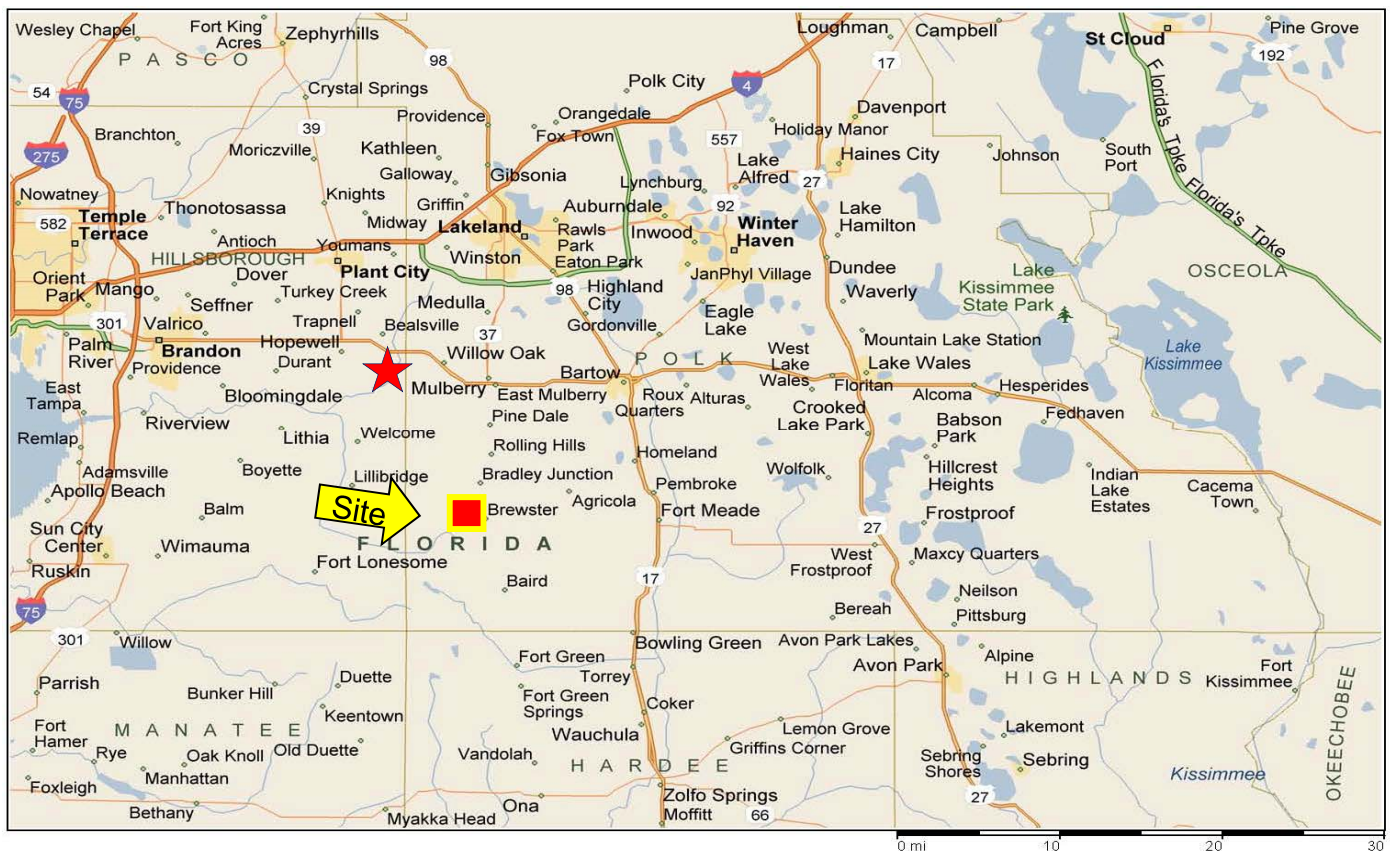 Wesley Chapel
Fort King
Acres
Zephyrhills
PASCO
98
Loughman
Campbell
St Cloud
Pine Grove
192
17
54
75
Crystal Springs
Polk City
4
Florida's Tpke
Florida's Tpke
Branchton
39
Providence
Orangedale
Fox Town
Davenport
Holiday Manor
557
275
Moriczville
Kathleen
Galloway
Gibsonia
Lake
Alfred
Haines City
Johnson
South
Port
Nowatney
Knights
Griffin
Lynchburg
27
582
Temple
Terrace
Thonotosassa
Midway
Lakeland
Auburndale
92
Winter
Haven
Lake
Hamilton
Antioch
Youmans
Rawls
Park
Inwood
HILLSBOROUGH
Winston
Eaton Park
Orient
Park
Mango
Dover
Plant City
JanPhyl Village
Dundee
Lake
Kissimmee
State Park
OSCEOLA
Seffner
Turkey Creek
Medulla
98
Highland
City
Waverly
301
Valrico
Trapnell
Bealsville
37
Gordonville
Eagle
Lake
Palm
River
Brandon
Hopewell
Durant
Willow Oak
POLK
West
Lake
Wales
Mountain Lake Station
Lake Wales
Lake
Kissimmee
Providence
Bartow
East
Tampa
Bloomingdale
Mulberry
East Mulberry
Roux
Quarters
Alturas
Floritan
Alcoma
Hesperides
Riverview
Pine Dale
Crooked
Lake Park
Babson
Park
Fedhaven
Remlap
Lithia
Welcome
Rolling Hills
Homeland
Adamsville
Boyette
Lillibridge
Bradley Junction
Wolfolk
Hillcrest
Heights
Indian
Lake
Estates
Cacema
Town
Apollo Beach
Pembroke
Balm
Site
Brewster
Agricola
Fort Meade
Frostproof
Sun City
Center
27
Wimauma
FLORIDA
West
Frostproof
Maxcy Quarters
Ruskin
Fort Lonesome
Baird
17
Neilson
75
Bereah
Pittsburg
301
Willow
Bowling Green
Avon Park Lakes
Fort Green
Torrey
Avon Park
Alpine
Fort
Kissimmee
Parrish
Bunker Hill
Duette
HIGHLANDS
Fort Green
Springs
Coker
Keentown
OKEECHOBEE
MANATEE
Fort
Hamer
Wauchula
Lemon Grove
Lakemont
Rye
Oak Knoll
Old Duette
Vandolah
Griffins Corner
Sebring
Shores
Sebring
Manhattan
HARDEE
Kissimmee
Foxleigh
Zolfo Springs
27
Bethany
Myakka Head
Ona
Moffitt
66
0 mi
10
20
30